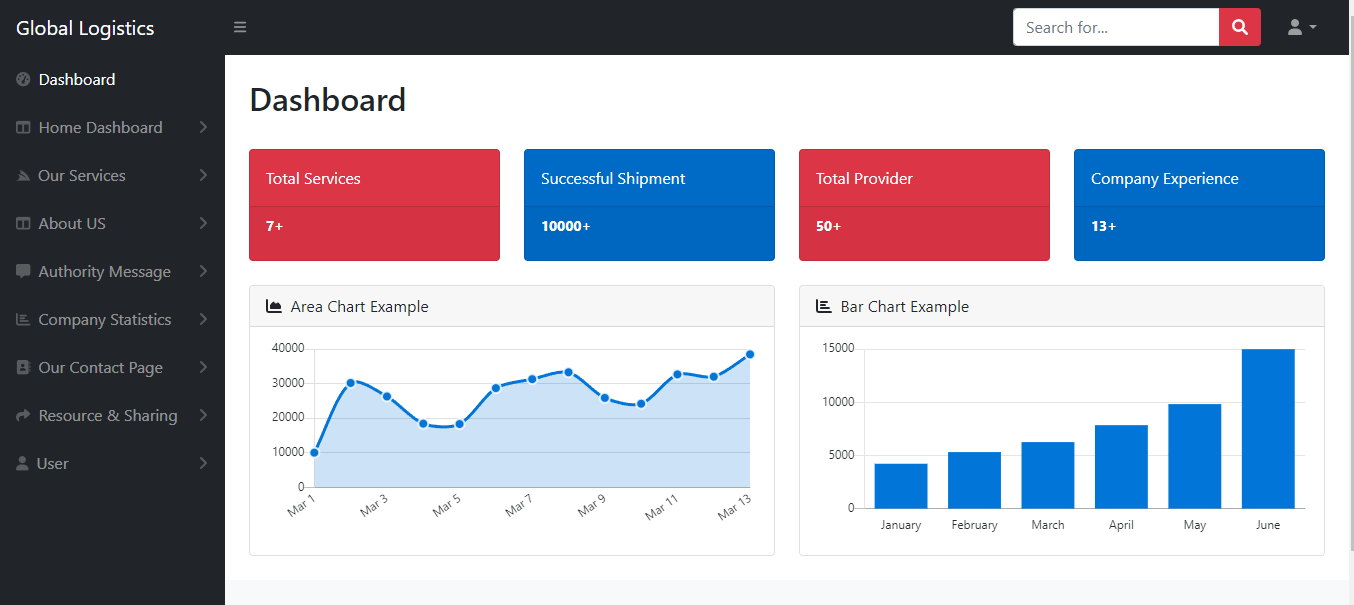 Global Logistics
Search for...
Dashboard
Home Dashboard
Our Services
About US
Authority Message
Company Statistics
Our Contact Page
Resource & Sharing
User
Dashboard
Total Services
7+
Successful Shipment
10000+
Total Provider
50+
Company Experience
13+
Area Chart Example
40000
30000
20000
10000
0
Mar 1
Mar 3
Mar 5
Mar 7
Mar 9
Mar 11
Mar 13
Bar Chart Example
15000
10000
5000
0
January
February
March
April
May
June